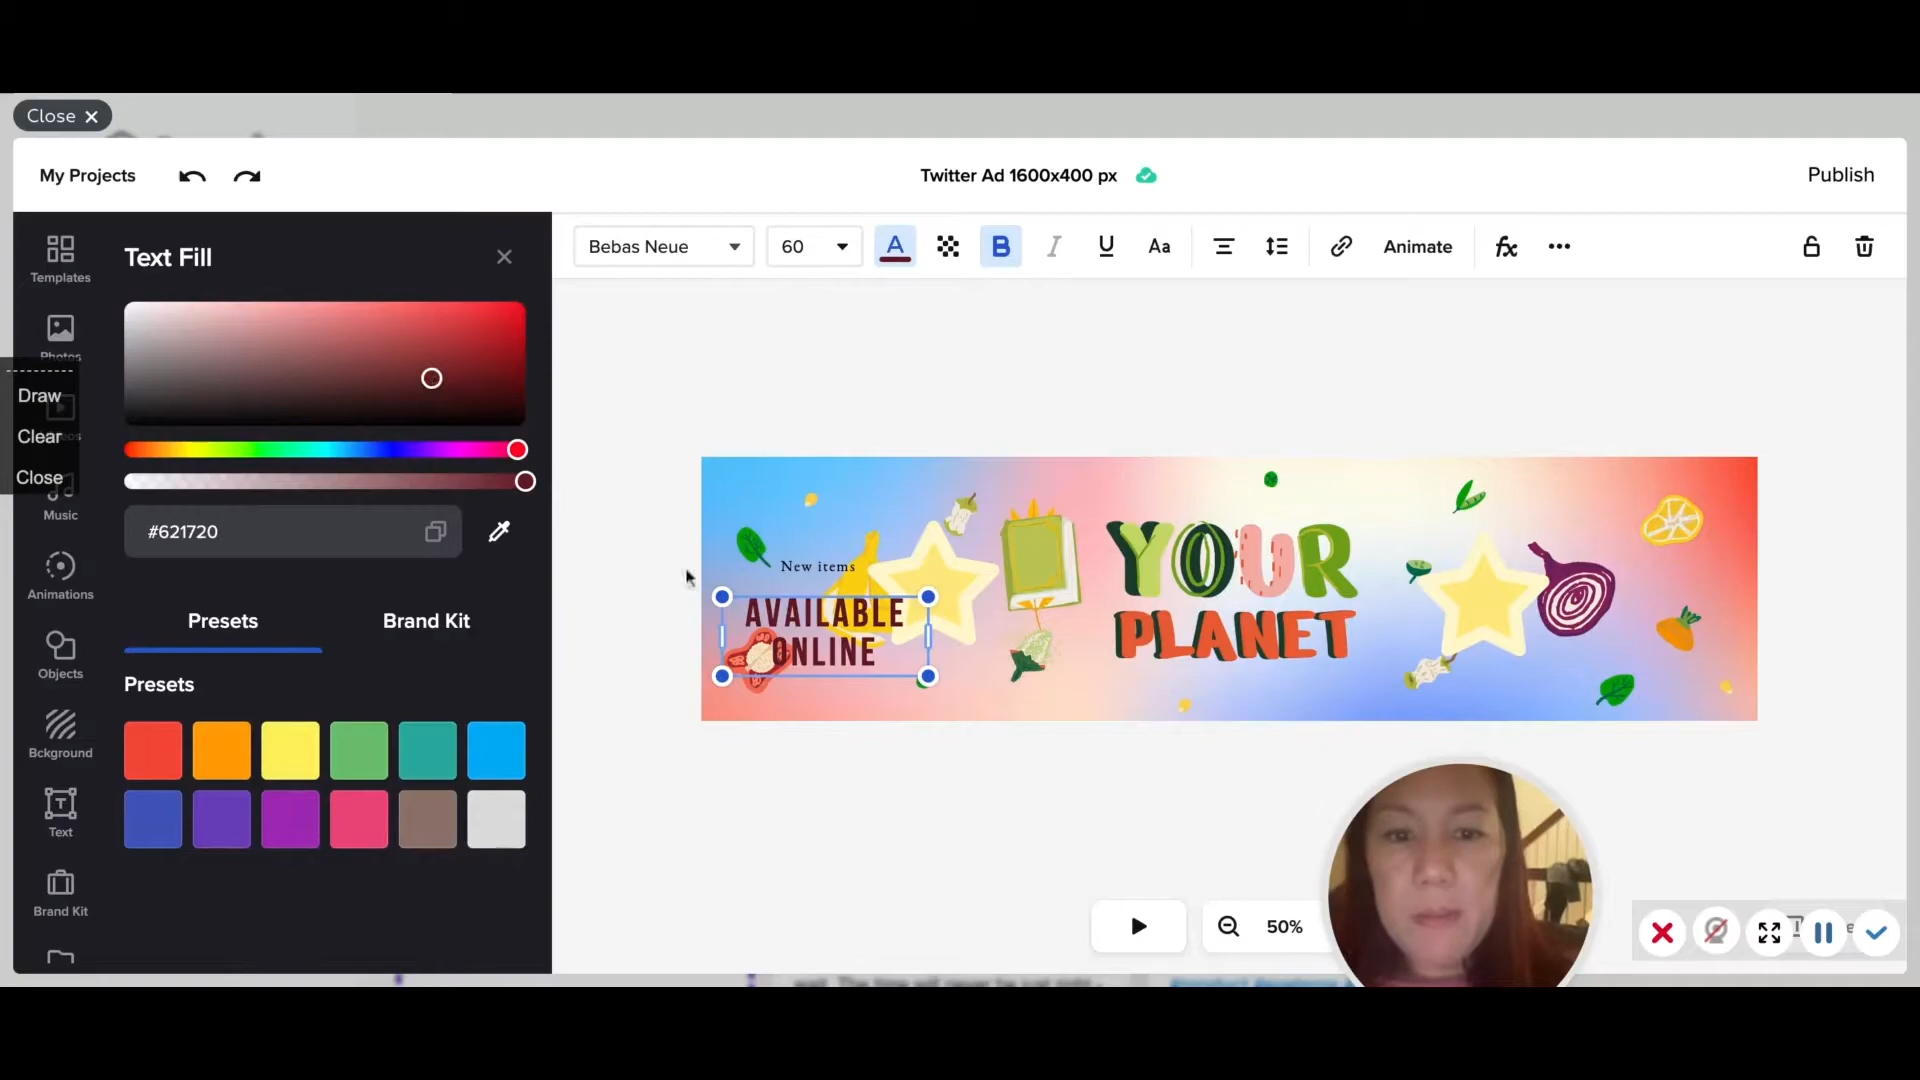 Close
My Projects
Twitter Ad 1600x400 px
Publish
Templates
Photos
Draw
Clear
Close
Music
Animations
Objects
Bckground
Text
Brand Kit
Text Fill
#621720
Presets
Brand Kit
Presets
Bebas Neue
60
A
B
I
U
Aa
Animate
fx
New items
AVAILABLE
ONLINE
YOUR
PLANET
50%